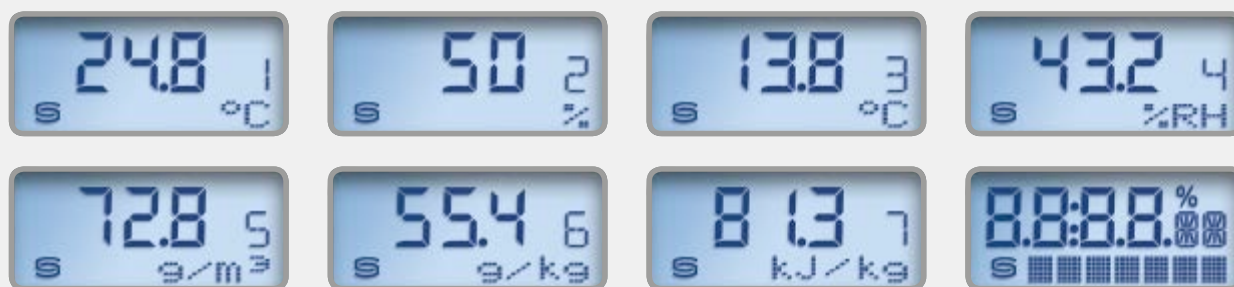 24.8 1
S °C
50 2
S %
13.8 3
S °C
43.2 4
S %RH
72.8 5
S g/m³
55.4 6
S g/kg
81.3 7
S kJ/kg
8.8:8.8.%
S